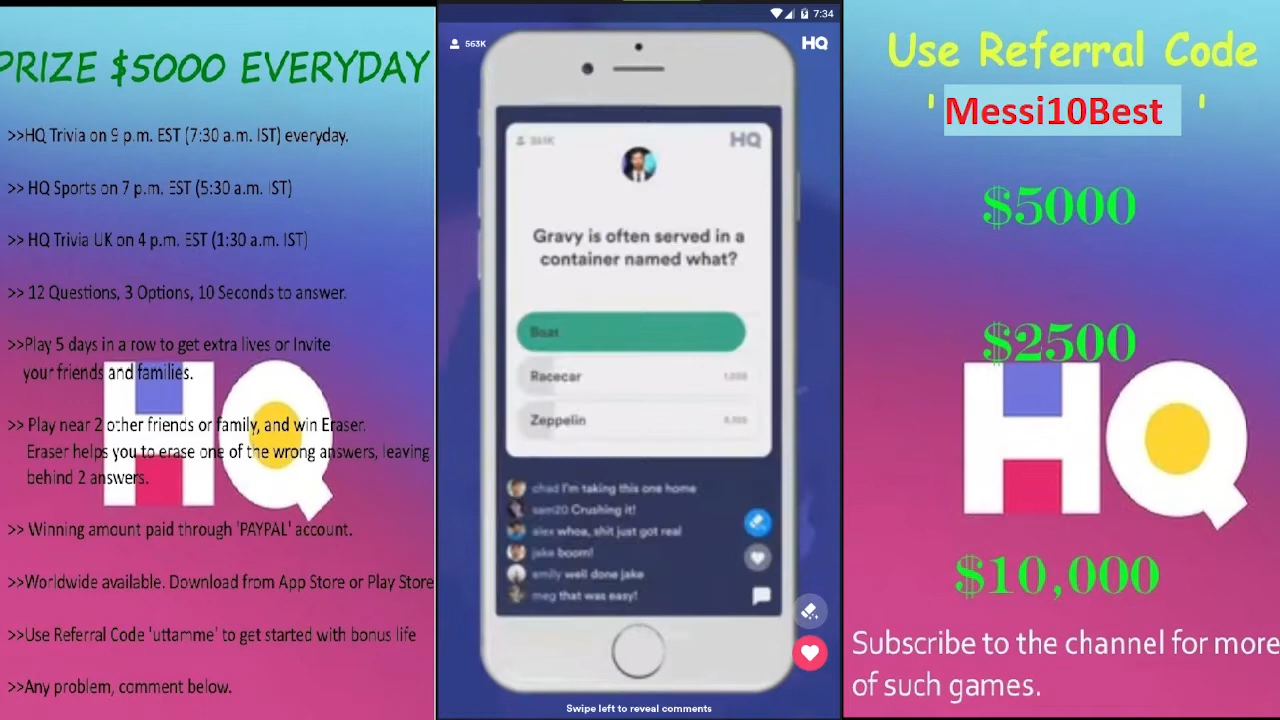 PRIZE $5000 EVERYDAY
>>HQ Trivia on 9 p.m. EST (7:30 a.m. IST) everyday.
>> HQ Sports on 7 p.m. EST (5:30 a.m. IST)
>> HQ Trivia UK on 4 p.m. EST (1:30 a.m. IST)
>> 12 Questions, 3 Options, 10 Seconds to answer.
>>Play 5 days in a row to get extra lives or Invite
your friends and families.
>> Play near 2 other friends or family, and win Eraser.
Eraser helps you to erase one of the wrong answers, leaving
behind 2 answers.
>> Winning amount paid through 'PAYPAL' account.
>>Worldwide available. Download from App Store or Play Store
>>Use Referral Code 'uttamme' to get started with bonus life
>>Any problem, comment below.
HQ
7:34
563K
HQ
HQ
Gravy is often served in a
container named what?
Boat
Racecar
Zeppelin
chad I'm taking this one home
sam20 Crushing it!
alex whoa, shit just got real
jake boom!
emily well done jake
meg that was easy!
Swipe left to reveal comments
Use Referral Code
' Messi10Best '
$5000
$2500
HQ
$10,000
Subscribe to the channel for more
of such games.